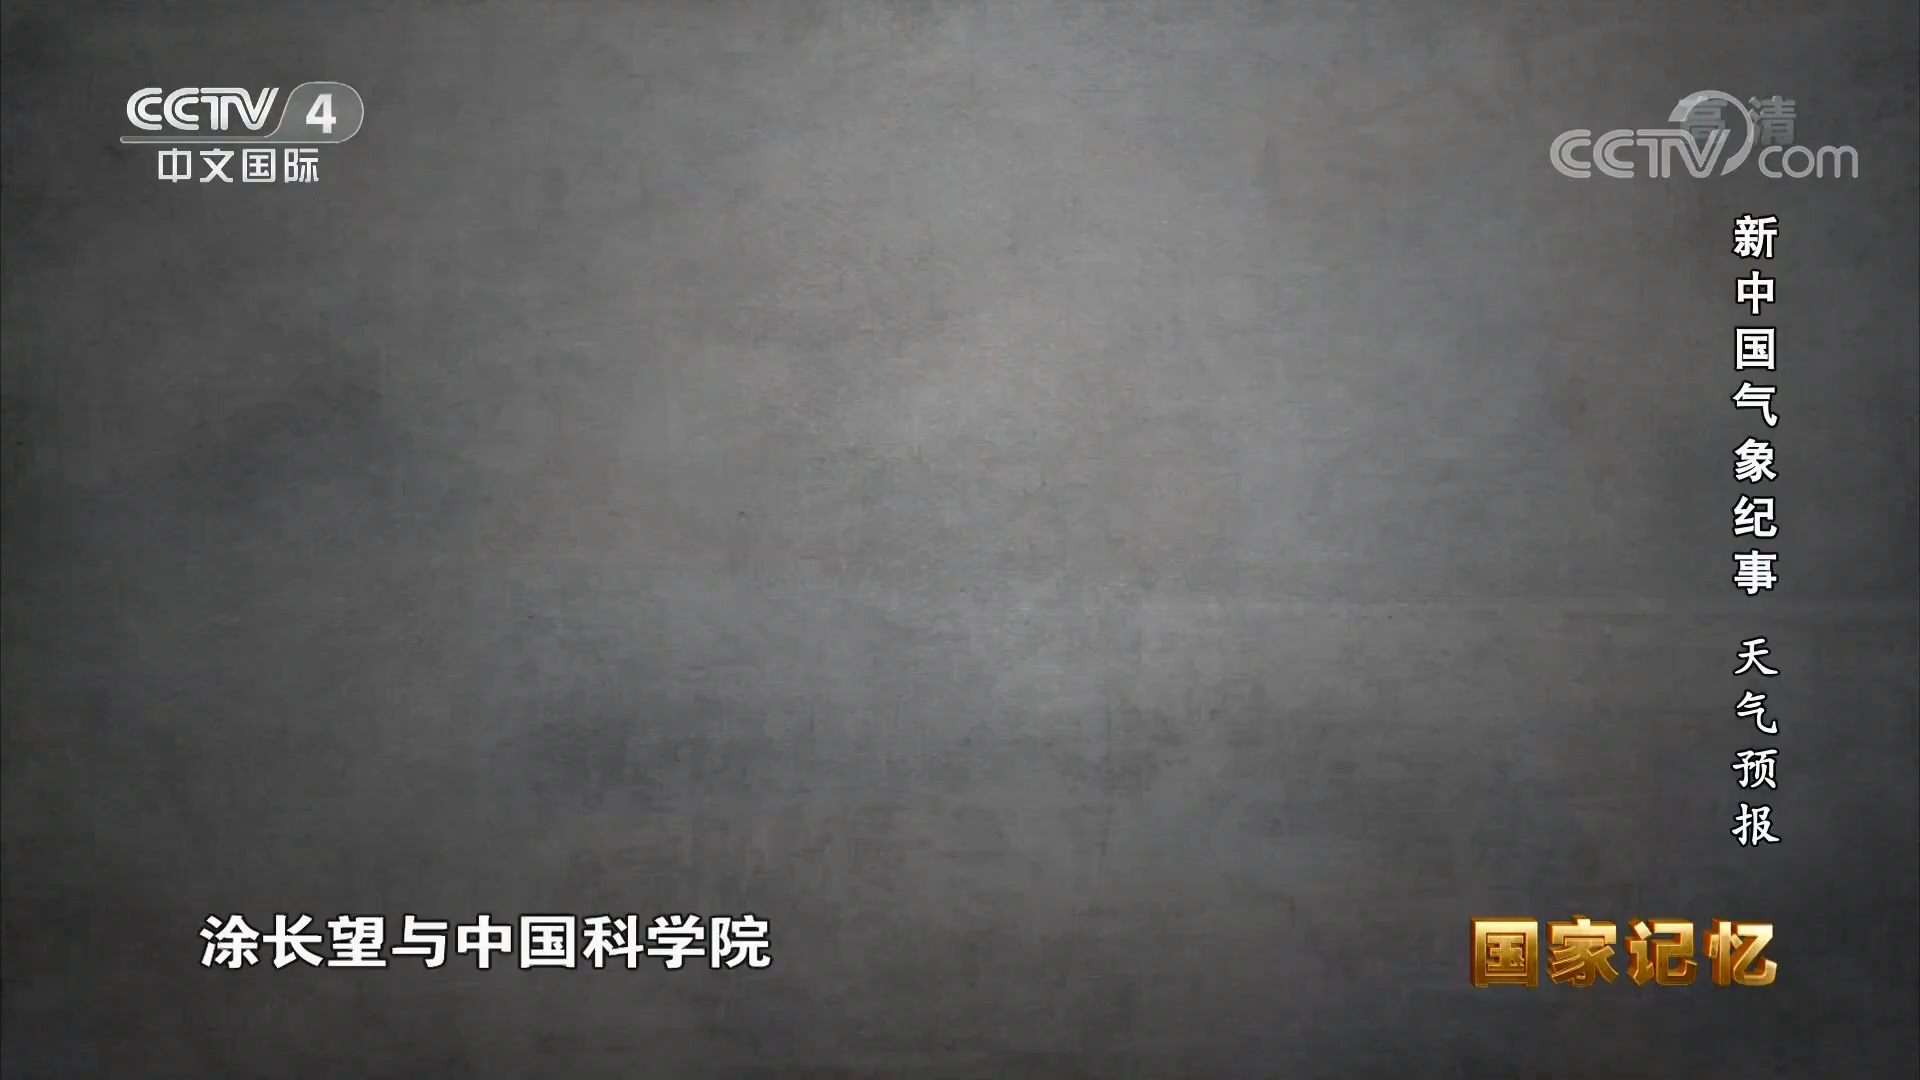 CCTV 4
中文国际
高清
CCTV.com
新中国气象纪事 天气预报
涂长望与中国科学院
国家记忆